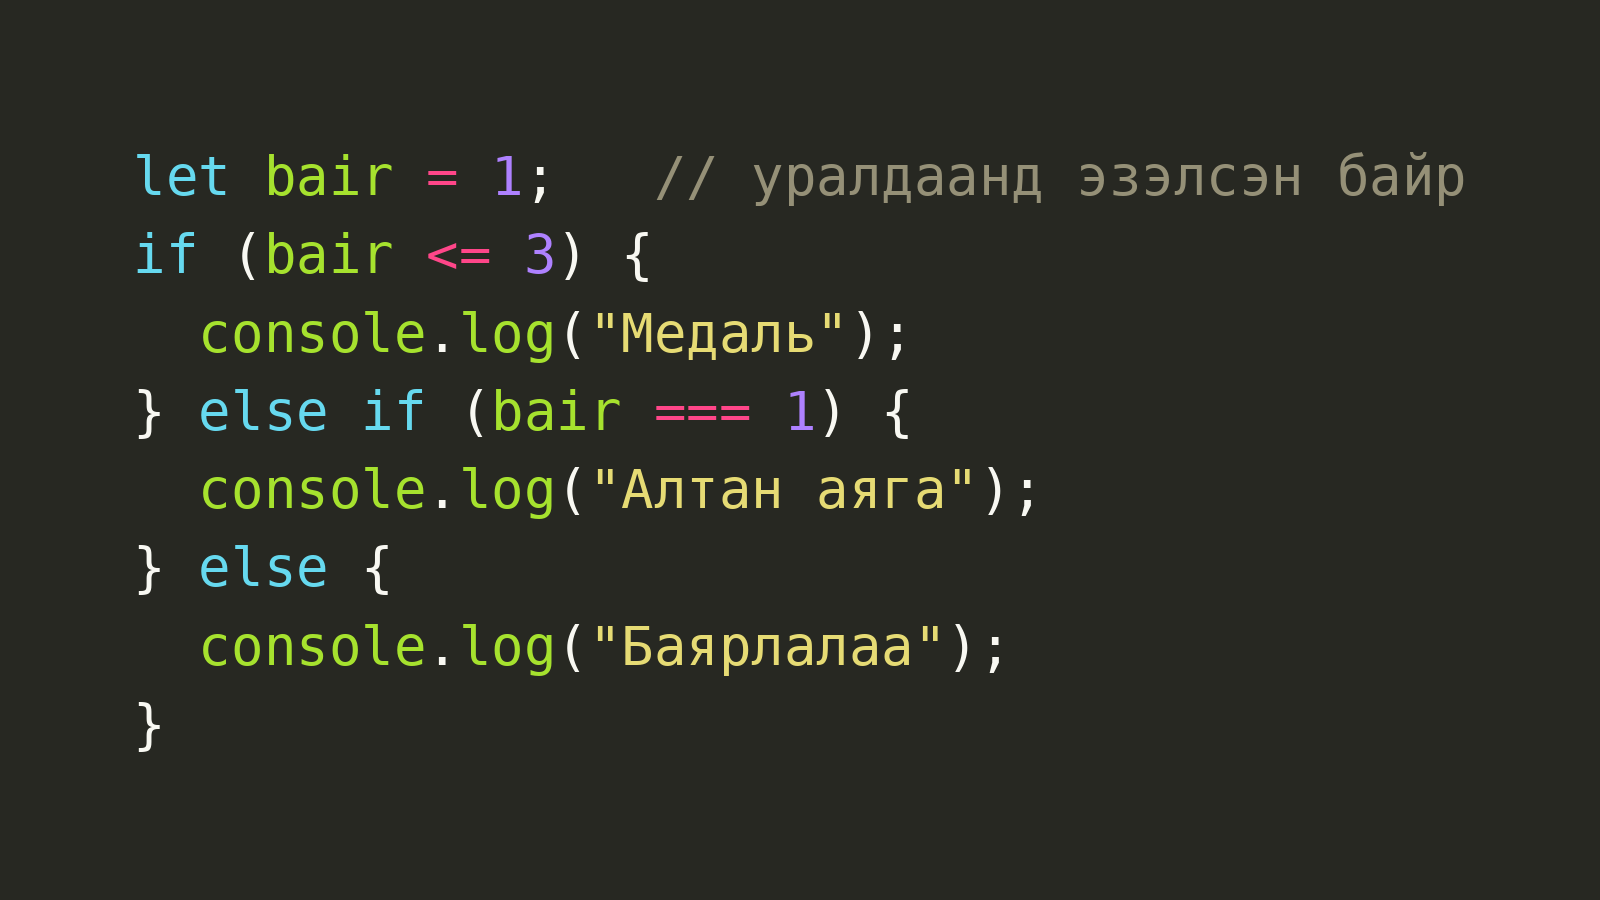 let bair = 1;   // уралдаанд эзэлсэн байр
if (bair <= 3) {
  console.log("Медаль");
} else if (bair === 1) {
  console.log("Алтан аяга");
} else {
  console.log("Баярлалаа");
}